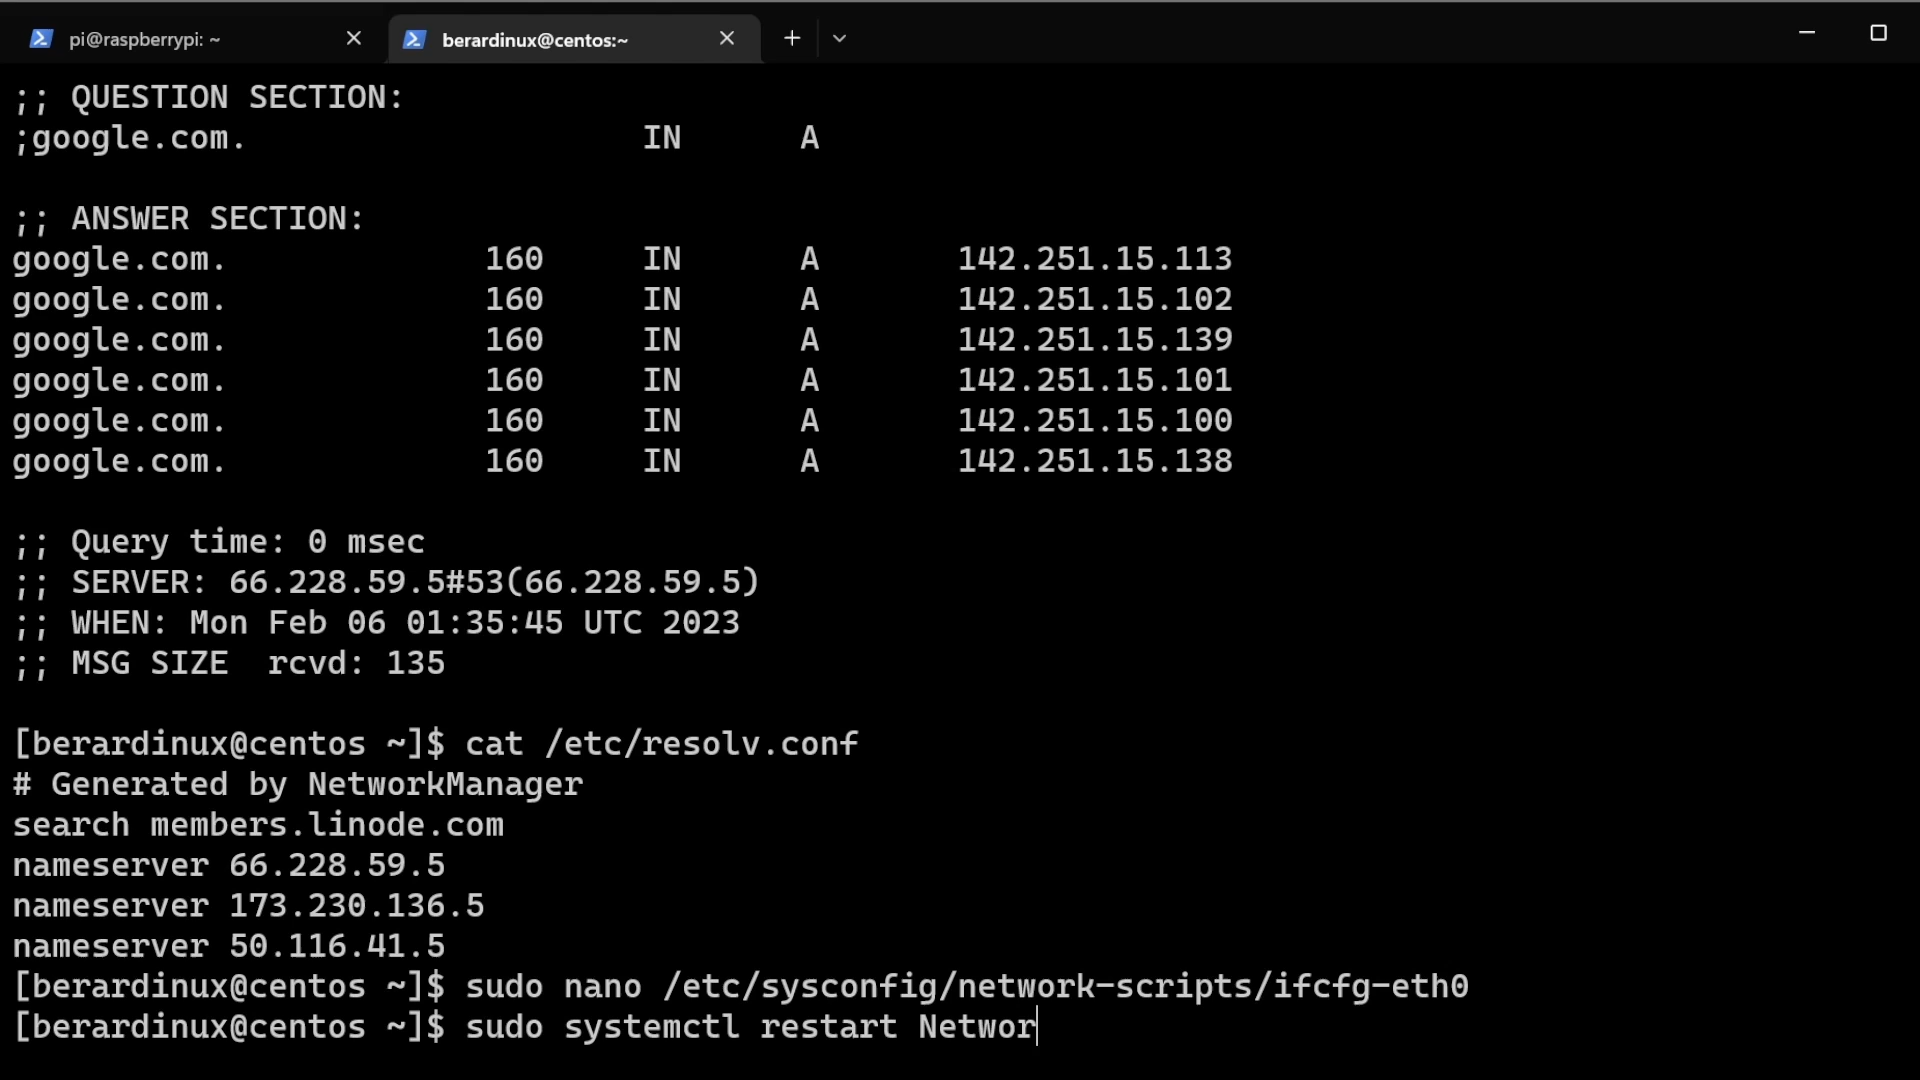 pi@raspberrypi: ~ berardinux@centos:~
;; QUESTION SECTION:
;google.com. IN A
;; ANSWER SECTION:
google.com. 160 IN A 142.251.15.113
google.com. 160 IN A 142.251.15.102
google.com. 160 IN A 142.251.15.139
google.com. 160 IN A 142.251.15.101
google.com. 160 IN A 142.251.15.100
google.com. 160 IN A 142.251.15.138
;; Query time: 0 msec
;; SERVER: 66.228.59.5#53(66.228.59.5)
;; WHEN: Mon Feb 06 01:35:45 UTC 2023
;; MSG SIZE  rcvd: 135
[berardinux@centos ~]$ cat /etc/resolv.conf
# Generated by NetworkManager
search members.linode.com
nameserver 66.228.59.5
nameserver 173.230.136.5
nameserver 50.116.41.5
[berardinux@centos ~]$ sudo nano /etc/sysconfig/network-scripts/ifcfg-eth0
[berardinux@centos ~]$ sudo systemctl restart Networ